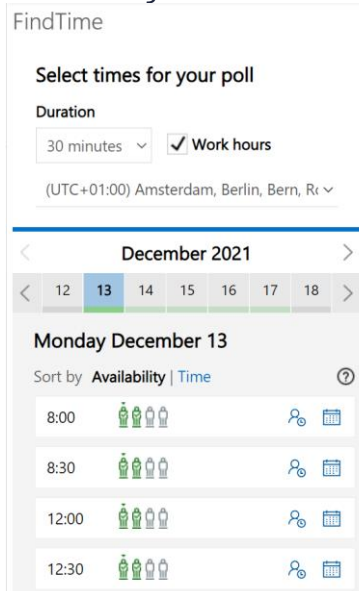 FindTime
Select times for your poll
Duration
30 minutes Work hours
(UTC+01:00) Amsterdam, Berlin, Bern,
December 2021
12 13 14 15 16 17 18
Monday December 13
Sort by Availability | Time
8:00
8:30
12:00
12:30